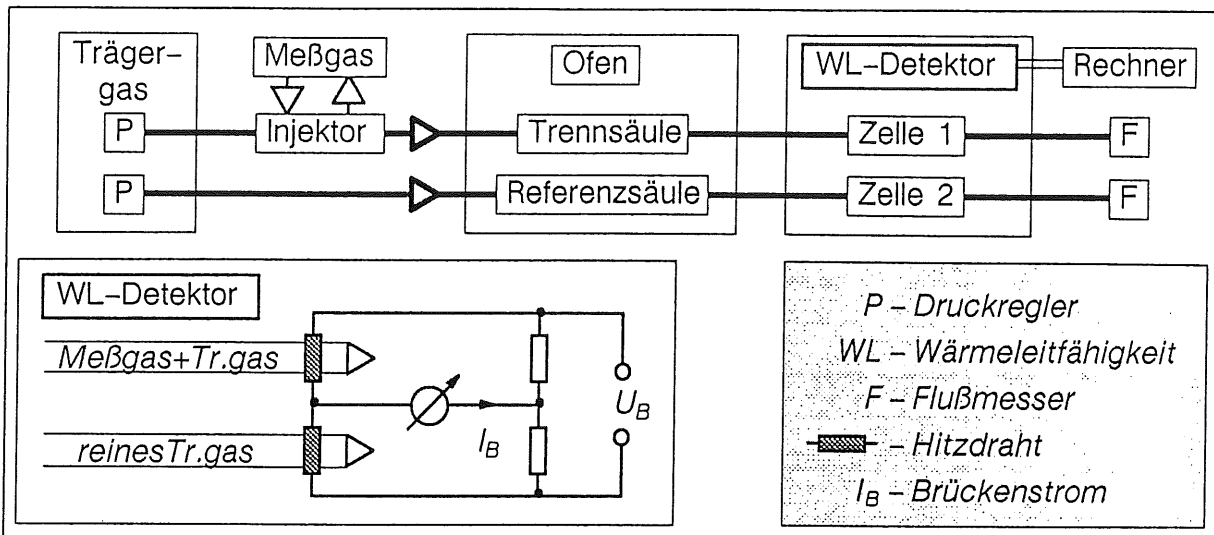 Träger-
gas
Meßgas
Ofen
WL-Detektor
Rechner
P
Injektor
Trennsäule
Zelle 1
F
P
Referenzsäule
Zelle 2
F
WL-Detektor
Meßgas+Tr.gas
reinesTr.gas
I_B
U_B
P – Druckregler
WL – Wärmeleitfähigkeit
F – Flußmesser
– Hitzdraht
I_B – Brückenstrom